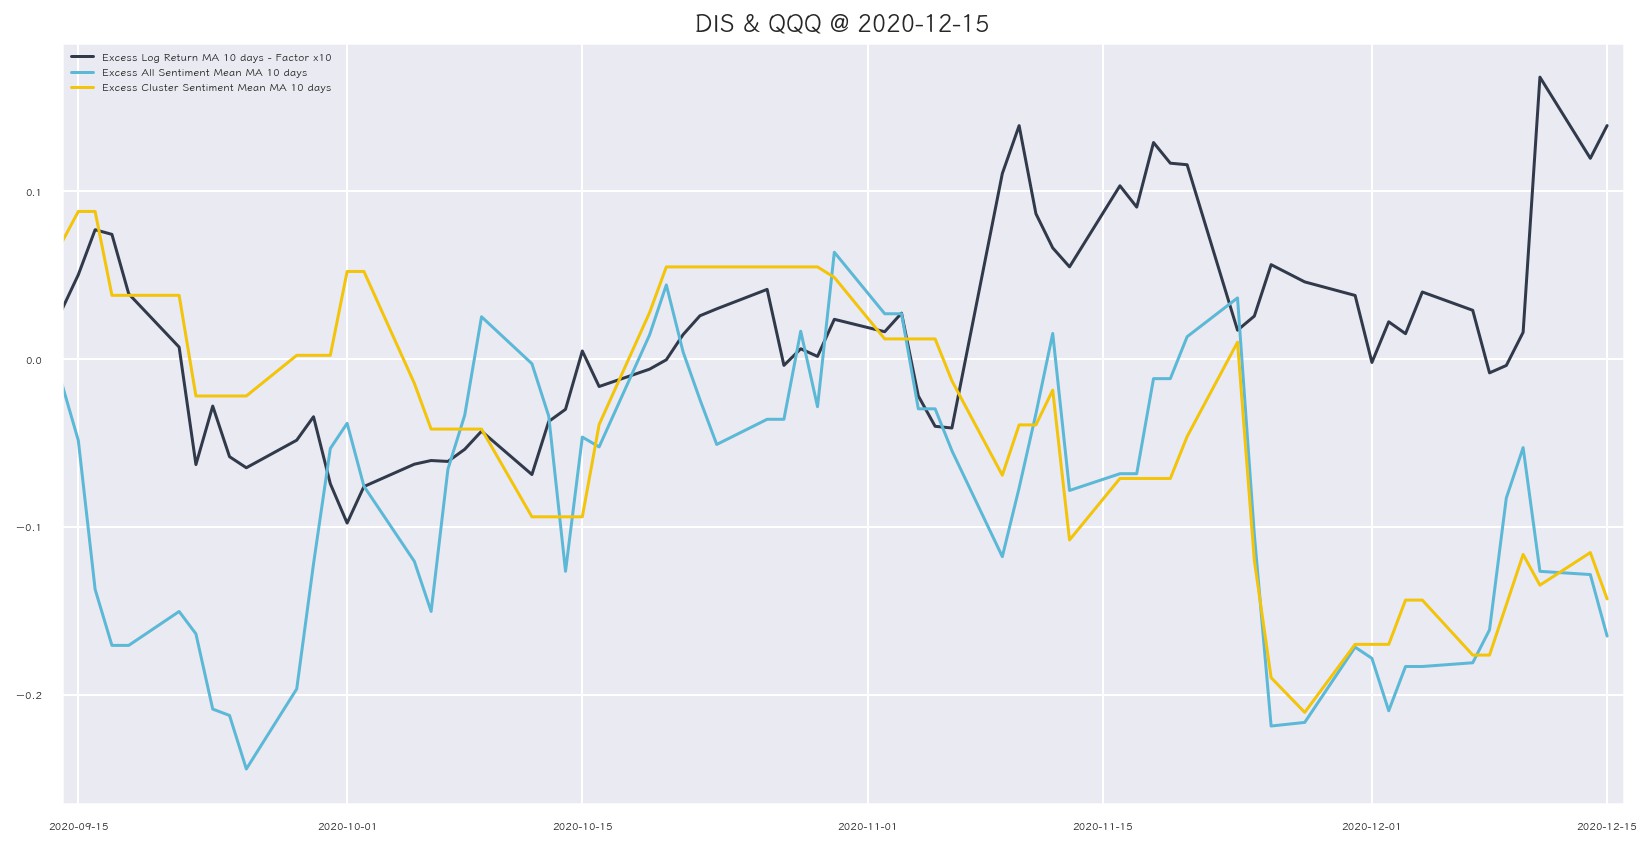 DIS & QQQ @ 2020-12-15
Excess Log Return MA 10 days - Factor x10
Excess All Sentiment Mean MA 10 days
Excess Cluster Sentiment Mean MA 10 days
0.1
0.0
−0.1
−0.2
2020-09-15 2020-10-01 2020-10-15 2020-11-01 2020-11-15 2020-12-01 2020-12-15